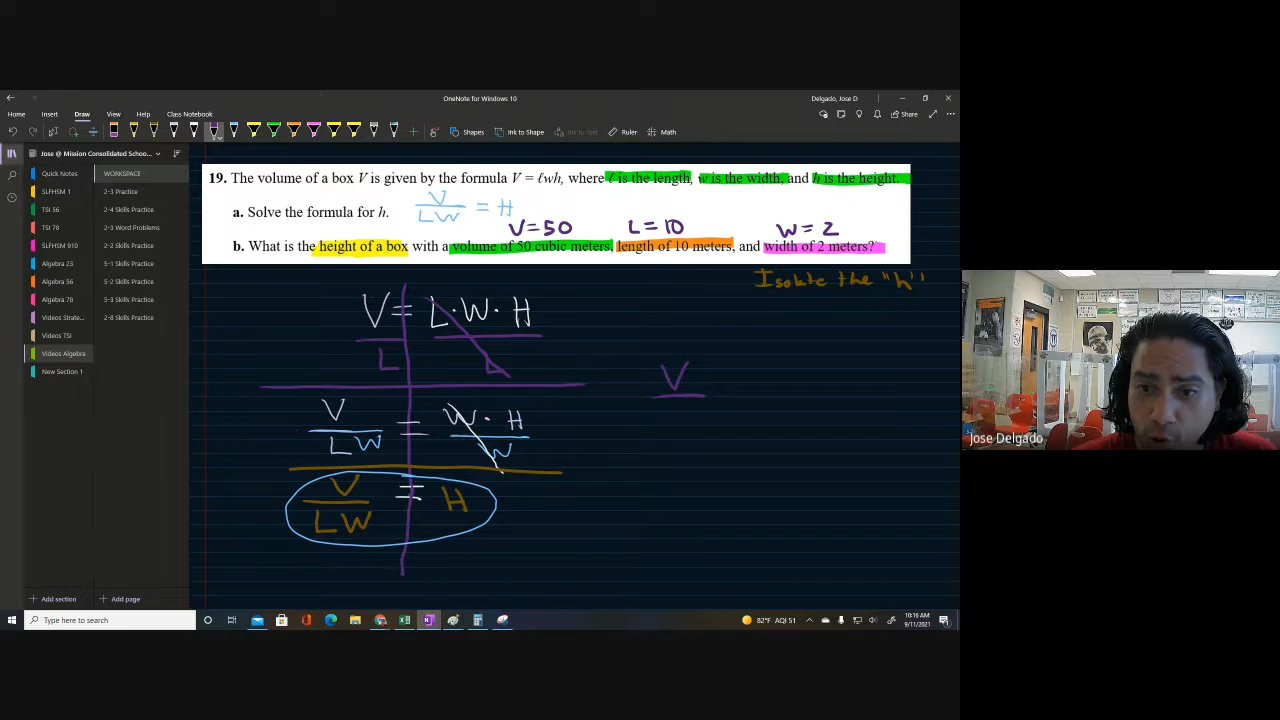 OneNote for Windows 10
Delgado, Jose D
Home Insert Draw View Help Class Notebook
Share
Shapes Ink to Shape Ink to Text Ruler Math
Jose @ Mission Consolidated Schoo...
Quick Notes
SLFHSM 1
TSI 56
TSI 78
SLFHSM 910
Algebra 23
Algebra 56
Algebra 78
Videos Strate...
Videos TSI
Videos Algebra
New Section 1
WORKSPACE
2-3 Practice
2-4 Skills Practice
2-3 Word Problems
2-2 Skills Practice
5-1 Skills Practice
5-2 Skills Practice
5-3 Skills Practice
2-8 Skills Practice
Add section
Add page
19. The volume of a box V is given by the formula V = ℓwh, where ℓ is the length, w is the width, and h is the height.
a. Solve the formula for h.
V
LW = H
V=50 L=10 W=2
b. What is the height of a box with a volume of 50 cubic meters, length of 10 meters, and width of 2 meters?
Isolate the "h"
V = L·W·H
L L
V
V = W·H
LW W
V = H
LW
Jose Delgado
Type here to search
82°F AQI 51
10:16 AM
9/11/2021